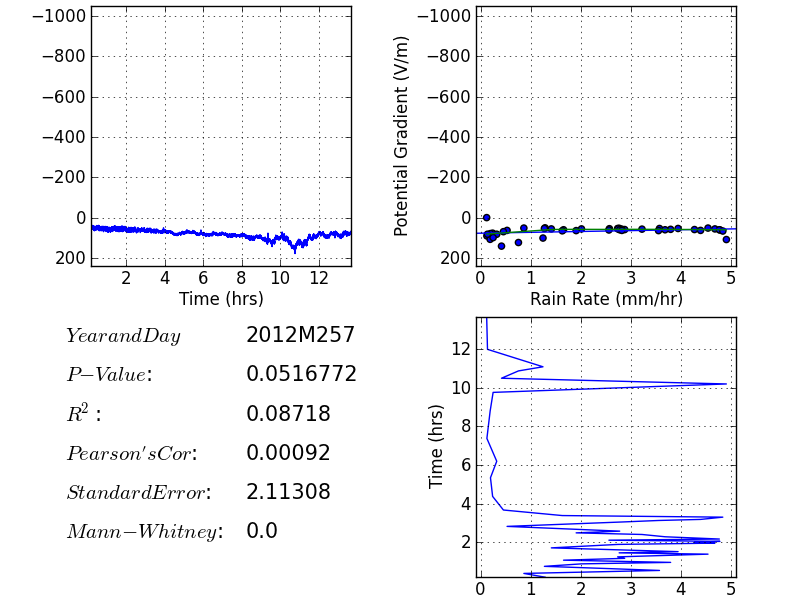 −1000
−800
−600
−400
−200
0
200
2 4 6 8 10 12
Time (hrs)
Potential Gradient (V/m)
−1000
−800
−600
−400
−200
0
200
0 1 2 3 4 5
Rain Rate (mm/hr)
YearandDay 2012M257
P−Value: 0.0516772
R²: 0.08718
Pearson'sCor: 0.00092
StandardError: 2.11308
Mann−Whitney: 0.0
Time (hrs)
12
10
8
6
4
2
0 1 2 3 4 5